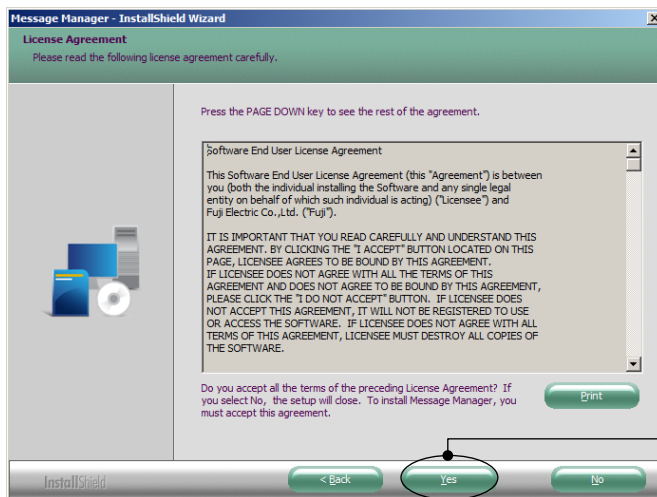 Message Manager - InstallShield Wizard
License Agreement
Please read the following license agreement carefully.
Press the PAGE DOWN key to see the rest of the agreement.
Software End User License Agreement
This Software End User License Agreement (this "Agreement") is between
you (both the individual installing the Software and any single legal
entity on behalf of which such individual is acting) ("Licensee") and
Fuji Electric Co.,Ltd. ("Fuji").
IT IS IMPORTANT THAT YOU READ CAREFULLY AND UNDERSTAND THIS
AGREEMENT. BY CLICKING THE "I ACCEPT" BUTTON LOCATED ON THIS
PAGE, LICENSEE AGREES TO BE BOUND BY THIS AGREEMENT.
IF LICENSEE DOES NOT AGREE WITH ALL THE TERMS OF THIS
AGREEMENT AND DOES NOT AGREE TO BE BOUND BY THIS AGREEMENT,
PLEASE CLICK THE "I DO NOT ACCEPT" BUTTON. IF LICENSEE DOES
NOT ACCEPT THIS AGREEMENT, IT WILL NOT BE REGISTERED TO USE
OR ACCESS THE SOFTWARE. IF LICENSEE DOES NOT AGREE WITH ALL
TERMS OF THIS AGREEMENT, LICENSEE MUST DESTROY ALL COPIES OF
THE SOFTWARE.
Do you accept all the terms of the preceding License Agreement? If
you select No, the setup will close. To install Message Manager, you
must accept this agreement.
Print
InstallShield
< Back
Yes
No